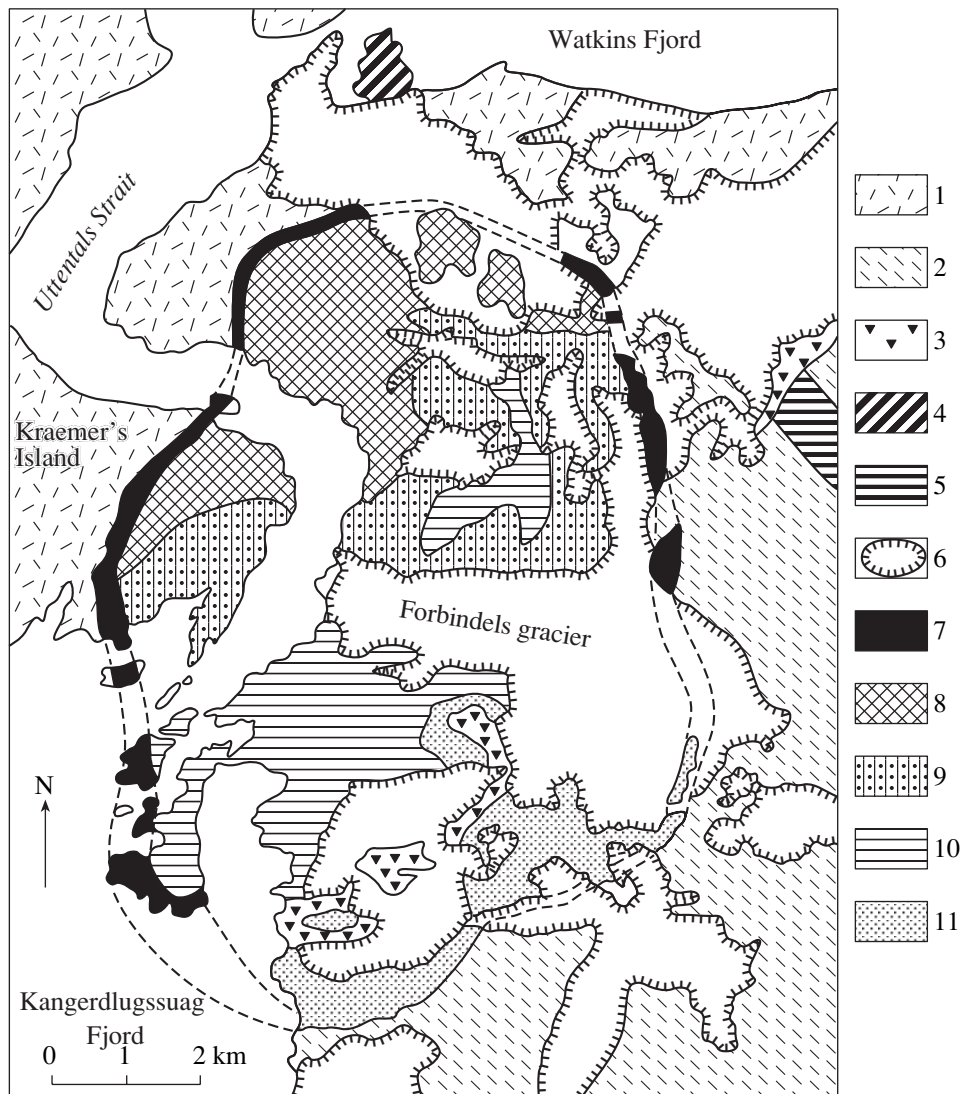 Watkins Fjord
Uttentals Strait
Kraemer's
Island
Forbindels gracier
N
Kangerdlugssuag
Fjord
0 1 2 km
1
2
3
4
5
6
7
8
9
10
11